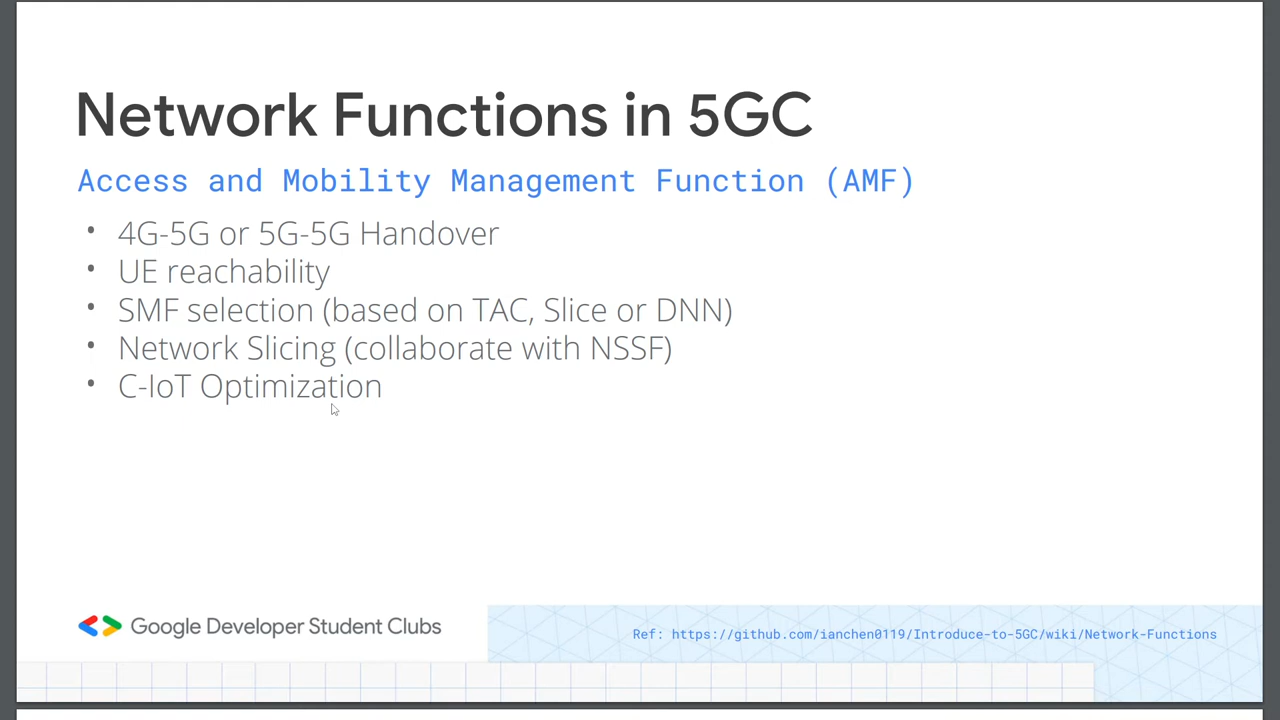 Network Functions in 5GC
Access and Mobility Management Function (AMF)
• 4G-5G or 5G-5G Handover
• UE reachability
• SMF selection (based on TAC, Slice or DNN)
• Network Slicing (collaborate with NSSF)
• C-IoT Optimization
Google Developer Student Clubs
Ref: https://github.com/ianchen0119/Introduce-to-5GC/wiki/Network-Functions